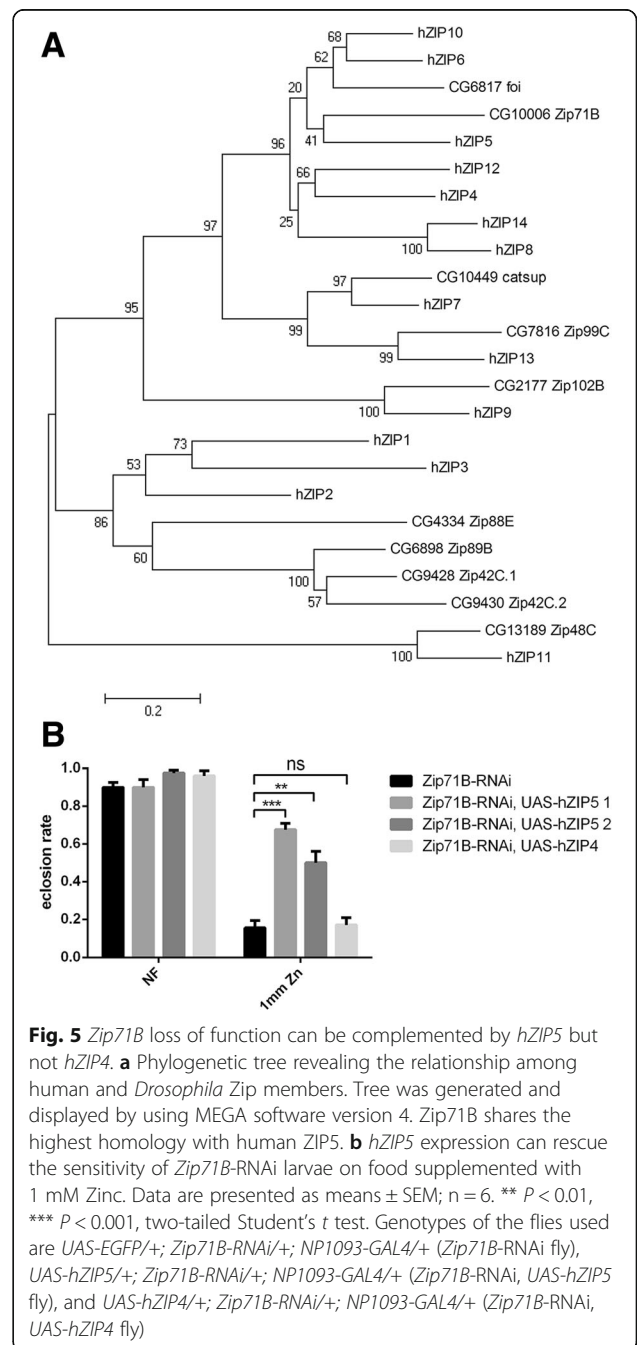 A
hZIP10
68
hZIP6
62
CG6817 foi
20
CG10006 Zip71B
41
hZIP5
96
hZIP12
66
hZIP4
25
hZIP14
100
hZIP8
97
CG10449 catsup
97
hZIP7
95
99
CG7816 Zip99C
99
hZIP13
CG2177 Zip102B
100
hZIP9
hZIP1
73
hZIP3
53
hZIP2
86
CG4334 Zip88E
60
CG6898 Zip89B
100
CG9428 Zip42C.1
57
CG9430 Zip42C.2
CG13189 Zip48C
100
hZIP11
0.2
B
eclosion rate
1.0
0.8
0.6
0.4
0.2
0.0
ns
**
***
NF
1mm Zn
Zip71B-RNAi
Zip71B-RNAi, UAS-hZIP5 1
Zip71B-RNAi, UAS-hZIP5 2
Zip71B-RNAi, UAS-hZIP4
Fig. 5 Zip71B loss of function can be complemented by hZIP5 but
not hZIP4. a Phylogenetic tree revealing the relationship among
human and Drosophila Zip members. Tree was generated and
displayed by using MEGA software version 4. Zip71B shares the
highest homology with human ZIP5. b hZIP5 expression can rescue
the sensitivity of Zip71B-RNAi larvae on food supplemented with
1 mM Zinc. Data are presented as means ± SEM; n = 6. ** P < 0.01,
*** P < 0.001, two-tailed Student’s t test. Genotypes of the flies used
are UAS-EGFP/+; Zip71B-RNAi/+; NP1093-GAL4/+ (Zip71B-RNAi fly),
UAS-hZIP5/+; Zip71B-RNAi/+; NP1093-GAL4/+ (Zip71B-RNAi, UAS-hZIP5
fly), and UAS-hZIP4/+; Zip71B-RNAi/+; NP1093-GAL4/+ (Zip71B-RNAi,
UAS-hZIP4 fly)